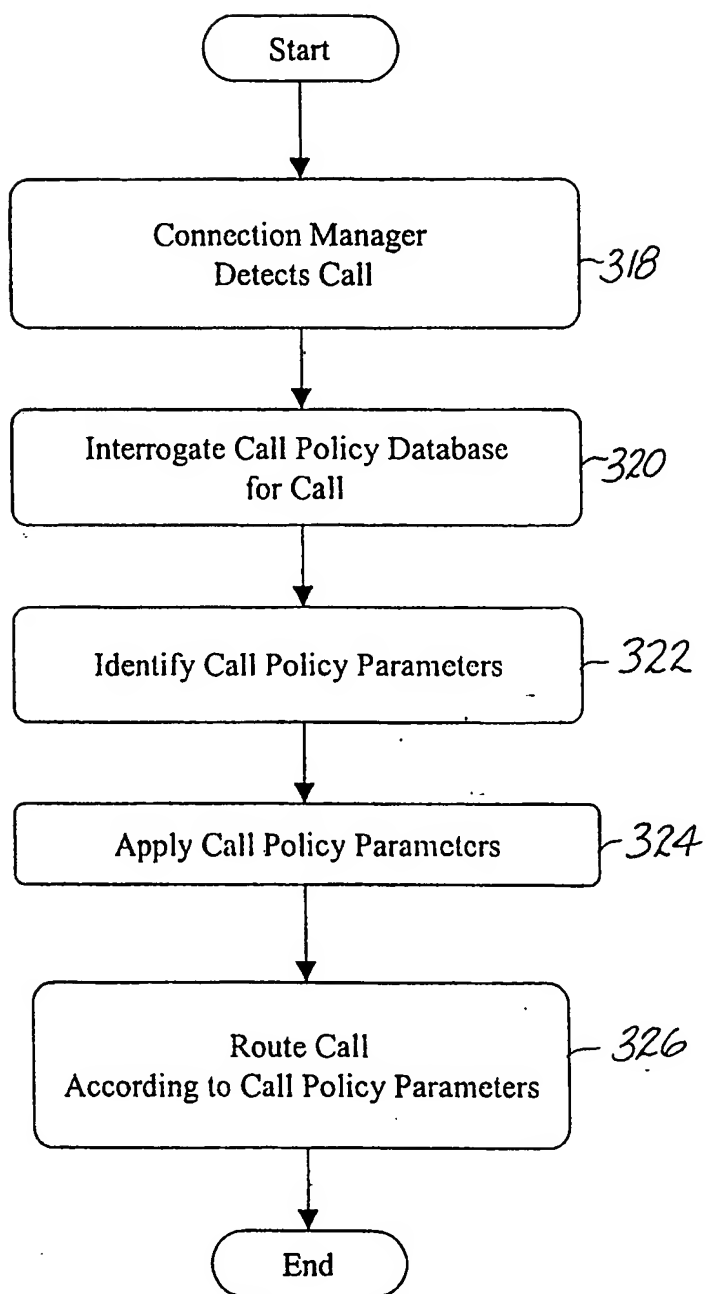 Start
Connection Manager
Detects Call
318
Interrogate Call Policy Database
for Call
320
Identify Call Policy Parameters
322
Apply Call Policy Parameters
324
Route Call
According to Call Policy Parameters
326
End